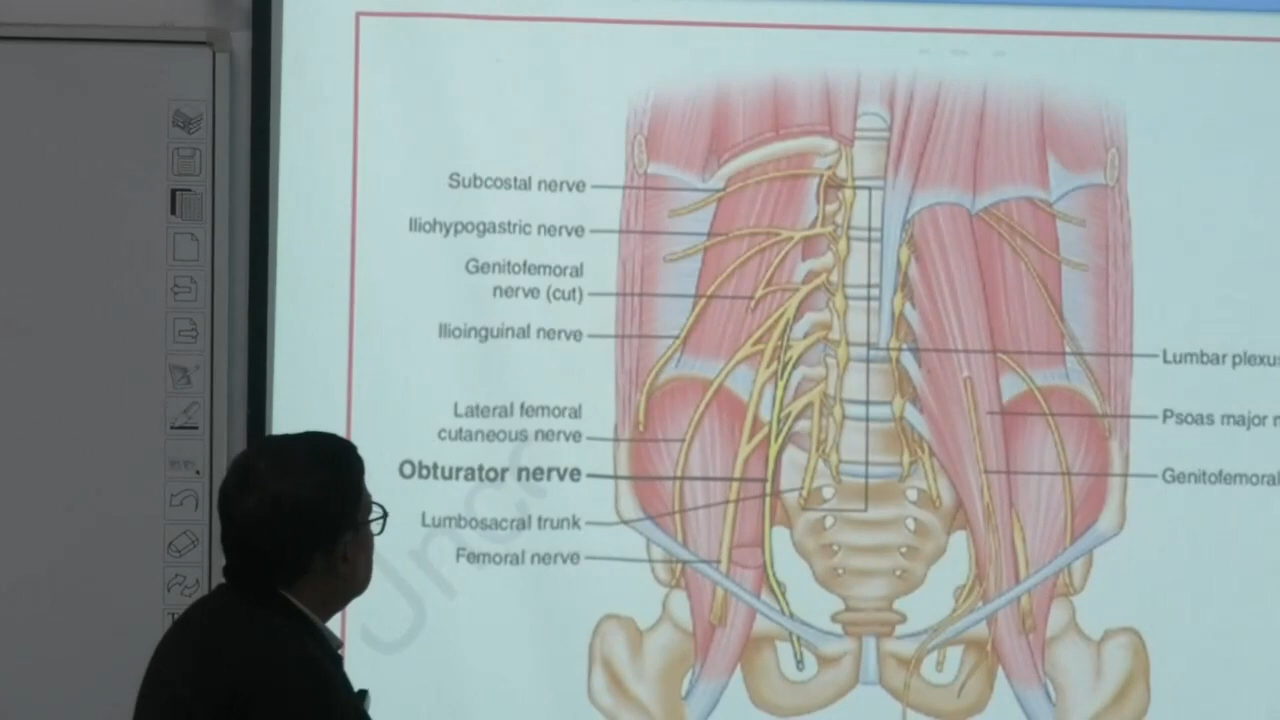 Subcostal nerve
Iliohypogastric nerve
Genitofemoral
nerve (cut)
Ilioinguinal nerve
Lateral femoral
cutaneous nerve
Obturator nerve
Lumbosacral trunk
Femoral nerve
Lumbar plexus
Psoas major
Genitofemoral